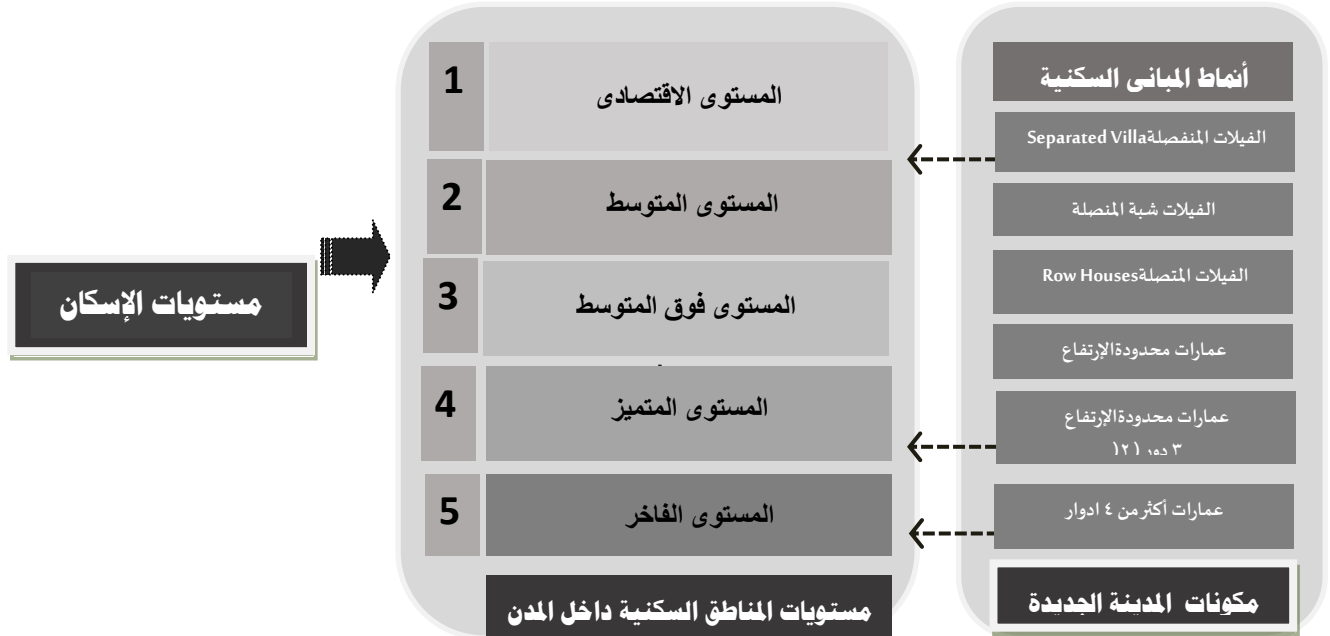 مستويات الإسكان
1
المستوى الاقتصادى
2
المستوى المتوسط
3
المستوى فوق المتوسط
4
المستوى المتميز
5
المستوى الفاخر
مستويات المناطق السكنية داخل المدن
أنماط المبانى السكنية
الفيلات المنفصلةSeparated Villa
الفيلات شبة المنصلة
الفيلات المتصلةRow Houses
عمارات محدودةالإرتفاع
عمارات محدودةالإرتفاع
٣ دور
عمارات أكثرمن ٤ ادوار
مكونات المدينة الجديدة